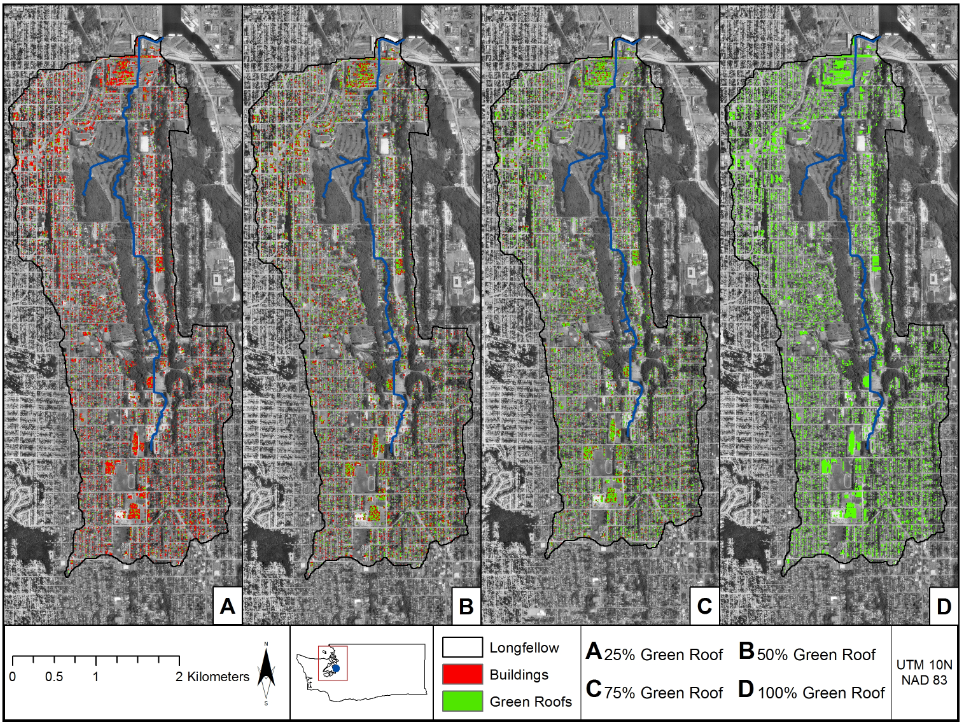 A
B
C
D
0 0.5 1 2 Kilometers
N
S
Longfellow
Buildings
Green Roofs
A 25% Green Roof B 50% Green Roof
C 75% Green Roof D 100% Green Roof
UTM 10N
NAD 83